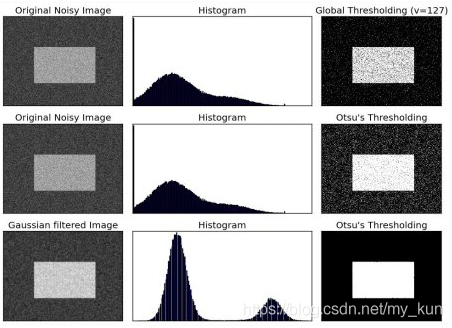 Original Noisy Image Histogram Global Thresholding (v=127)
Original Noisy Image Histogram Otsu's Thresholding
Gaussian filtered Image Histogram Otsu's Thresholding
https://blog.csdn.net/my_kun